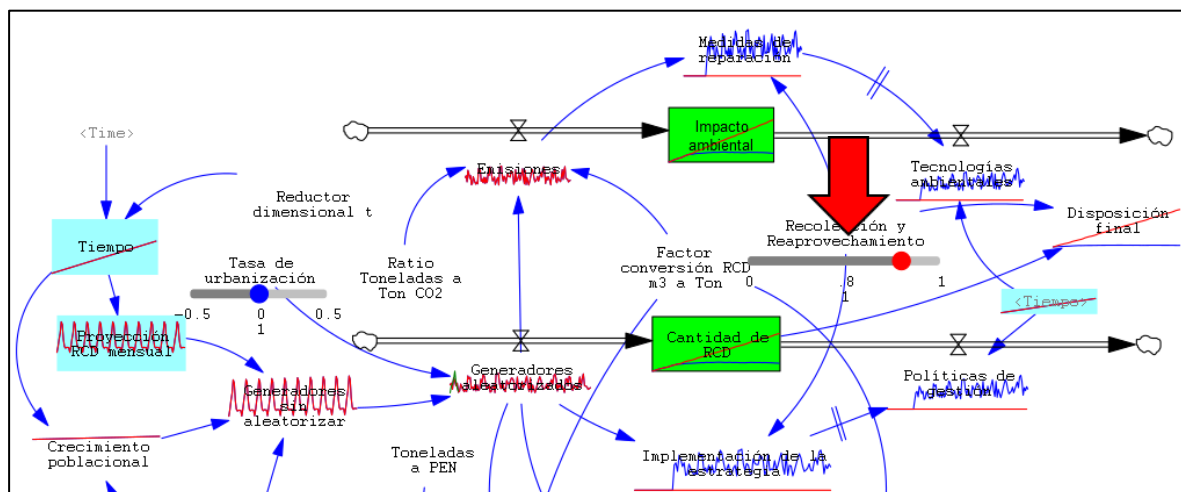 Medidas de
reparación
<Time>
Impacto
ambiental
Emisiones
Tecnologías
ambientales
Reductor
dimensional t
Recolección y
Reaprovechamiento
Disposición
final
Tiempo
Tasa de
urbanización
Ratio
Toneladas a
Ton CO2
Factor
conversión RCD
m3 a Ton
0 .8 1
1
<Tiempo>
-0.5 0 0.5
1
Proyección
RCD mensual
Cantidad de
RCD
Generadores
aleatorizados
Políticas de
gestión
Generadores
sin
aleatorizar
Crecimiento
poblacional
Toneladas
a PEN
Implementación de la
estrategia